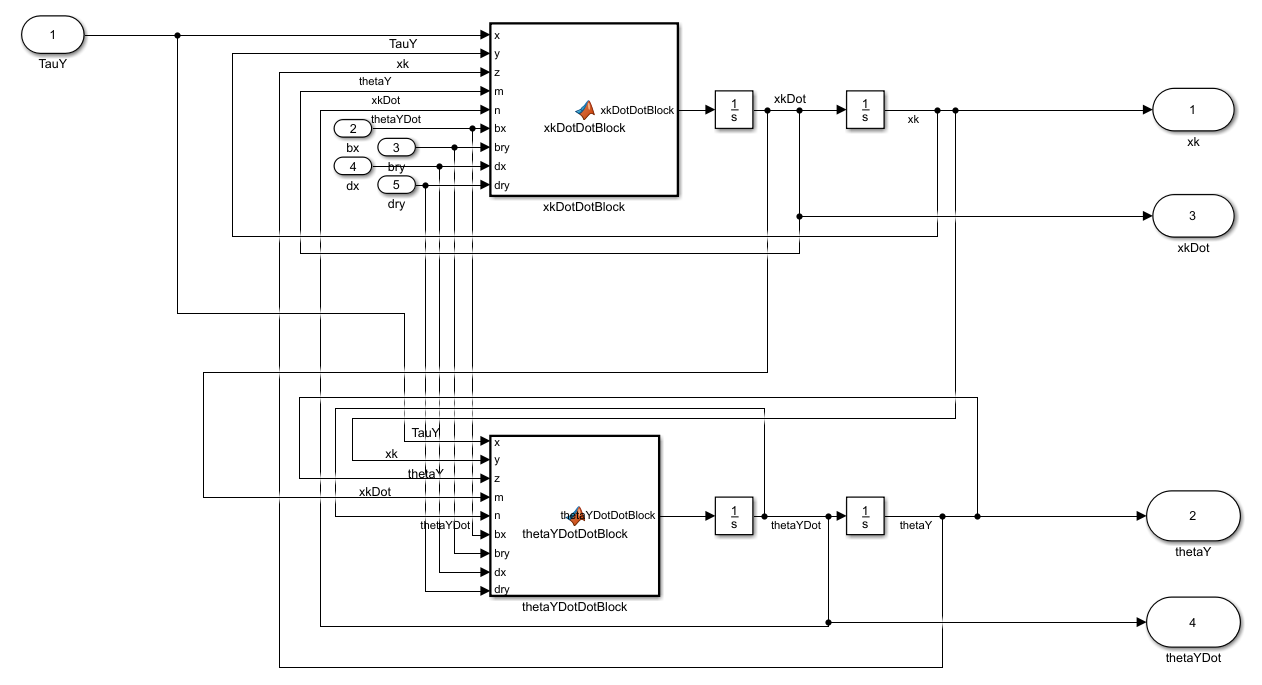 1
TauY
TauY
xk
thetaY
xkDot
thetaYDot
2
bx
3
bry
4
dx
5
dry
x
y
z
m
n
bx
bry
dx
dry
xkDotDotBlock
xkDotDotBlock
xkDotDotBlock
1
s
xkDot
1
s
xk
1
xk
3
xkDot
TauY
xk
thetaY
xkDot
thetaYDot
x
y
z
m
n
bx
bry
dx
dry
thetaYDotDotBlock
thetaYDotDotBlock
thetaYDotDotBlock
1
s
thetaYDot
1
s
thetaY
2
thetaY
4
thetaYDot